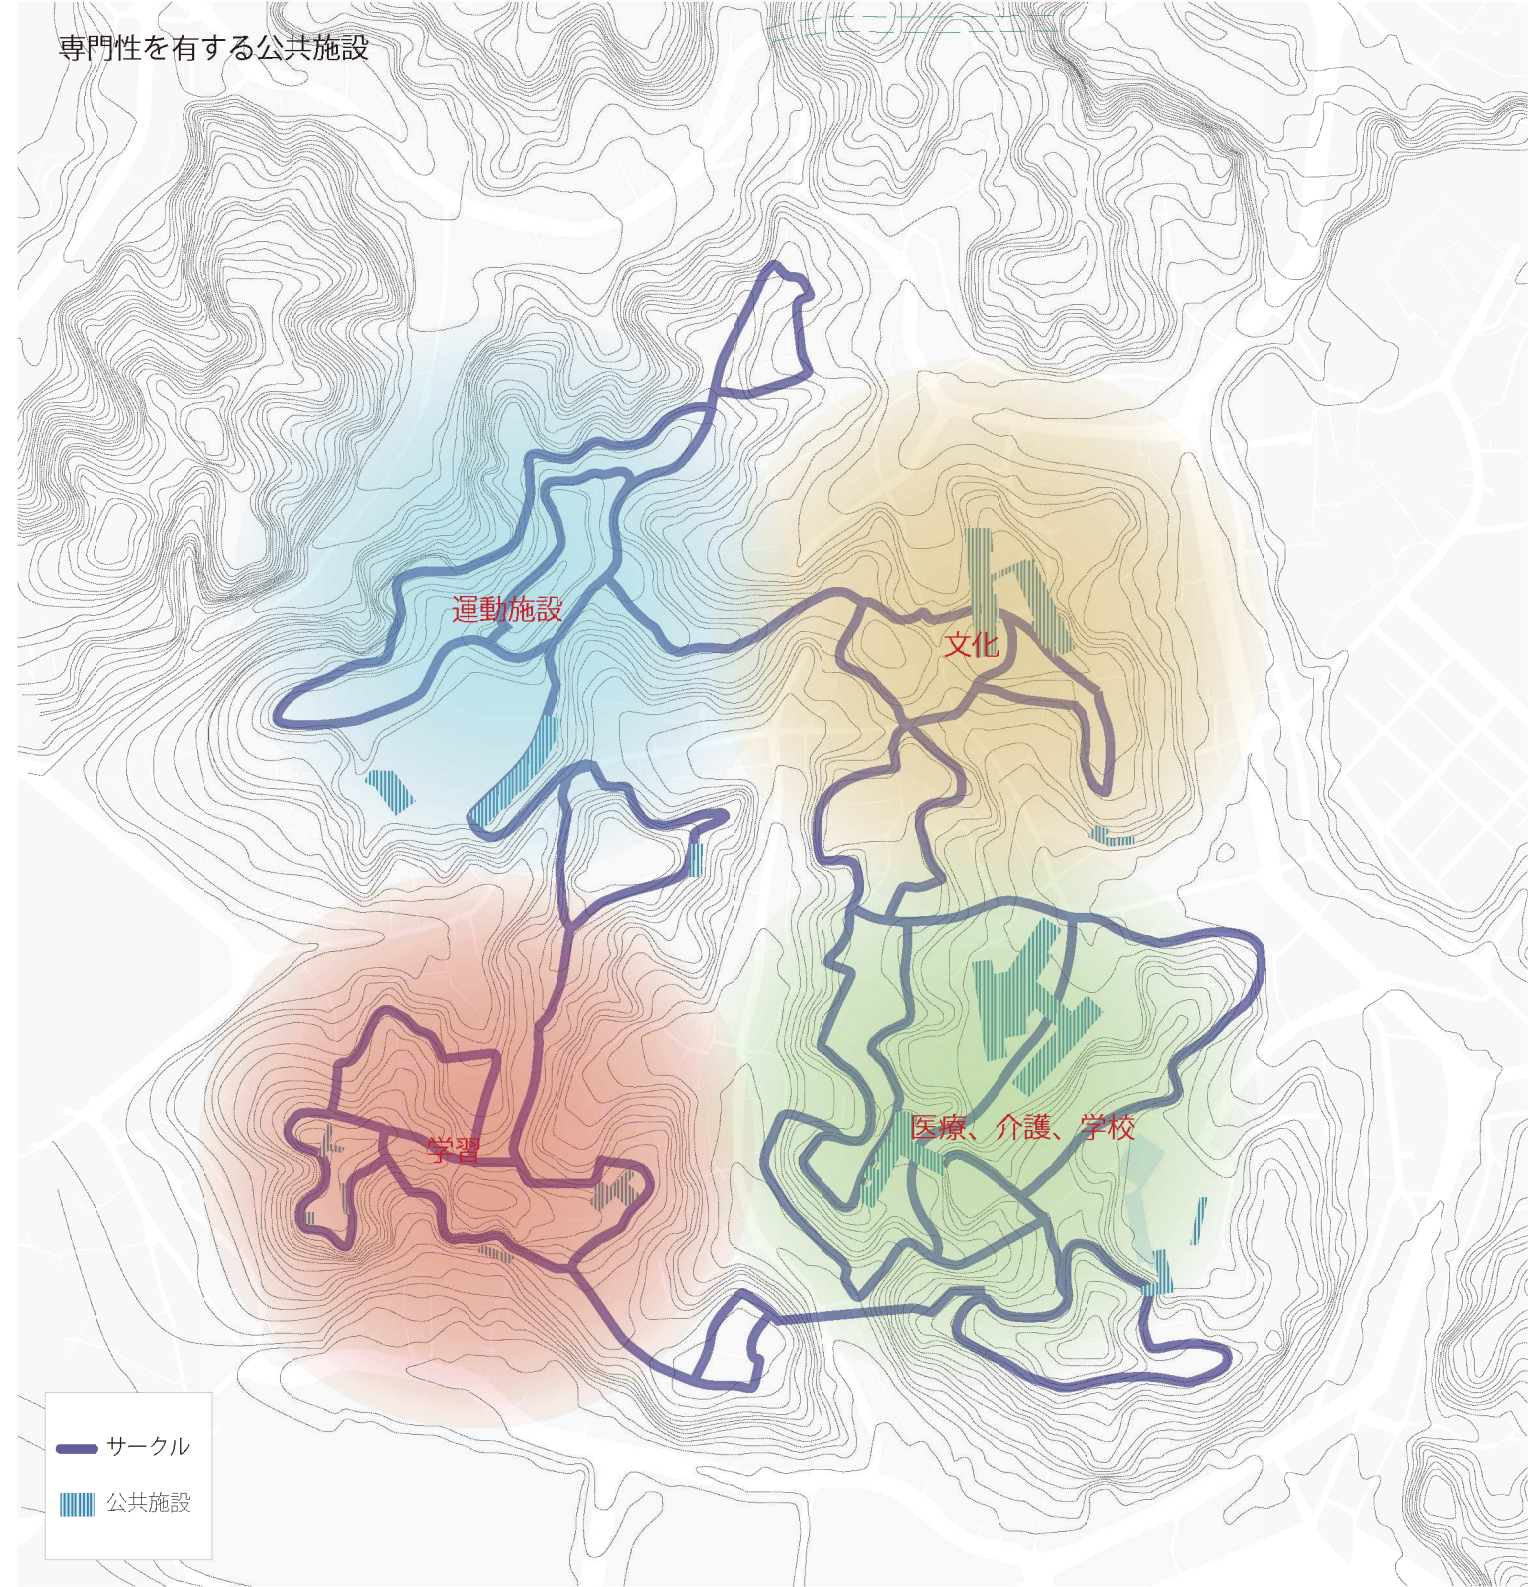 専門性を有する公共施設
運動施設
文化
医療、介護、学校
学習
サークル
公共施設